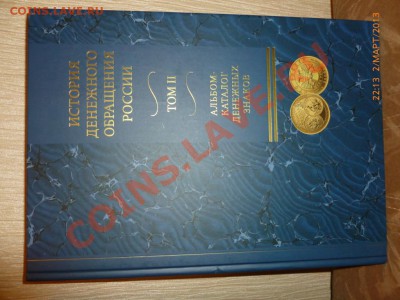 ИСТОРИЯ
ДЕНЕЖНОГО
ОБРАЩЕНИЯ
РОССИИ
ТОМ II
АЛЬБОМ-
КАТАЛОГ
ДЕНЕЖНЫХ
ЗНАКОВ
COINS.LAVE.RU
COINS.LAVE.RU
22:13 2/МАРТ/2013